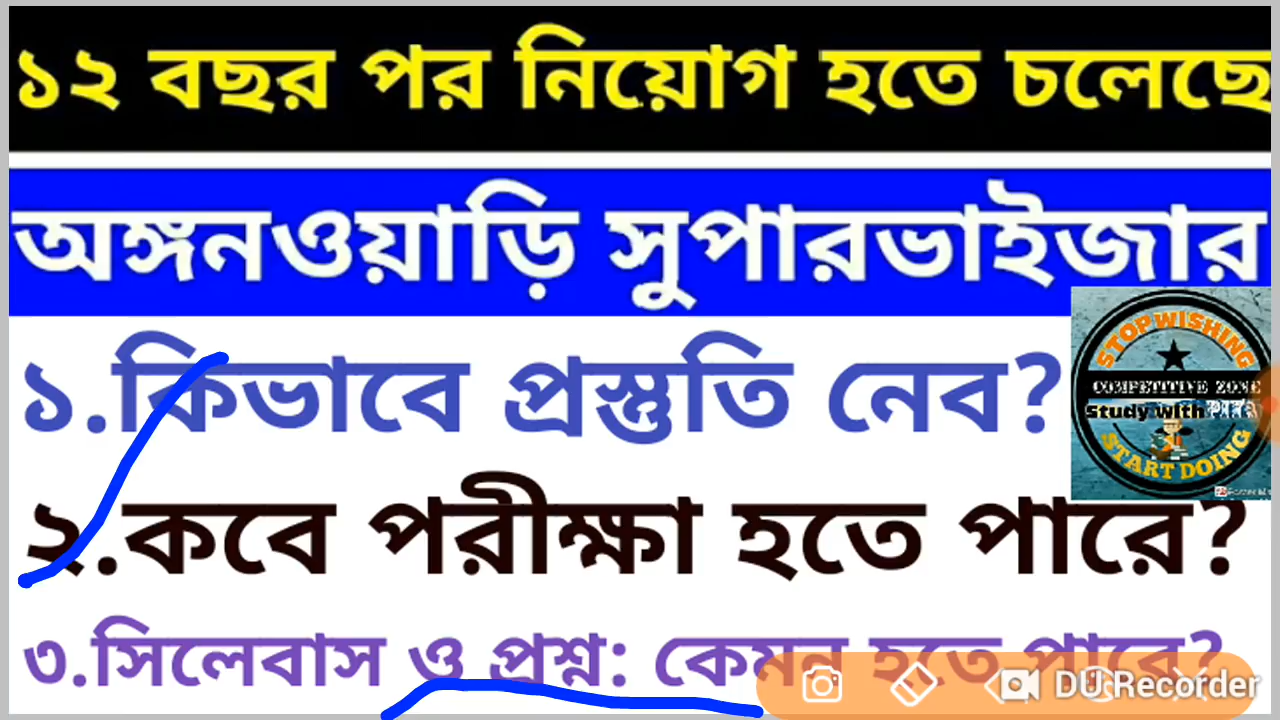 ১২ বছর পর নিয়োগ হতে চলেছে
অঙ্গনওয়াড়ি সুপারভাইজার
১.কিভাবে প্রস্তুতি নেব?
STOP WISHING
COMPETITIVE ZONE
Study With
START DOING
২.কবে পরীক্ষা হতে পারে?
৩.সিলেবাস ও প্রশ্ন: কেমন হতে পারে?
DU Recorder